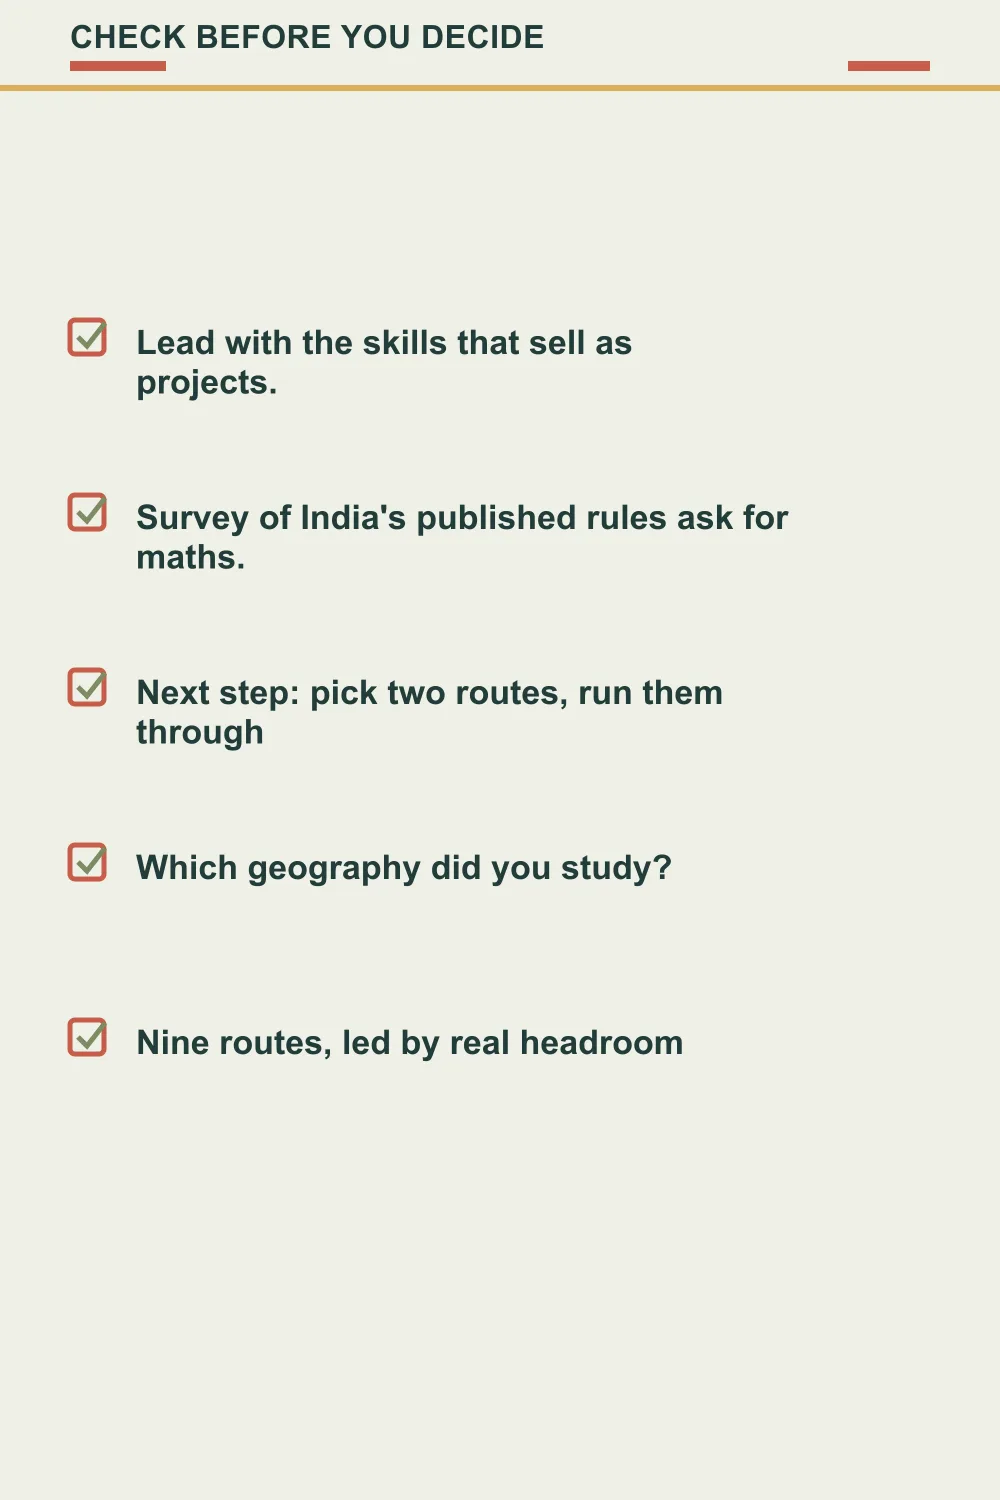 CHECK BEFORE YOU DECIDE
Lead with the skills that sell as
projects.
Survey of India's published rules ask for
maths.
Next step: pick two routes, run them
through
Which geography did you study?
Nine routes, led by real headroom